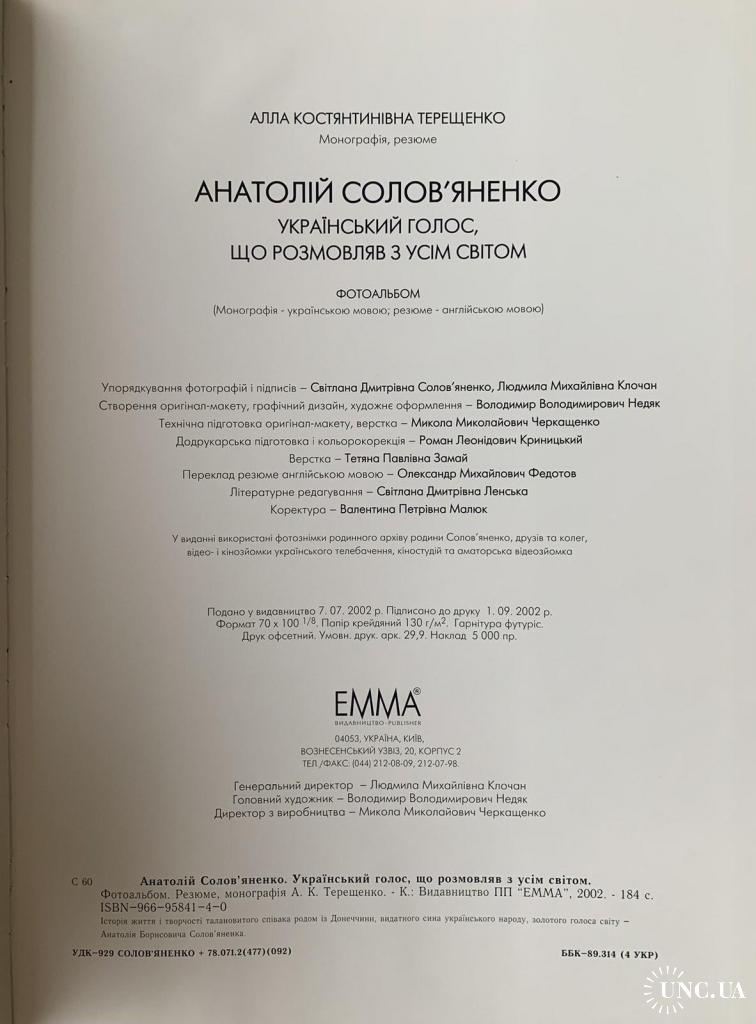 АЛЛА КОСТЯНТИНІВНА ТЕРЕЩЕНКО
Монографія, резюме
АНАТОЛІЙ СОЛОВ'ЯНЕНКО
УКРАЇНСЬКИЙ ГОЛОС,
ЩО РОЗМОВЛЯВ З УСІМ СВІТОМ
ФОТОАЛЬБОМ
(Монографія - українською мовою; резюме - англійською мовою)
Упорядкування фотографій і підписів – Світлана Дмитрівна Солов'яненко, Людмила Михайлівна Клочан
Створення оригінал-макету, графічний дизайн, художнє оформлення – Володимир Володимирович Недяк
Технічна підготовка оригінал-макету, верстка – Микола Миколайович Черкащенко
Додрукарська підготовка і кольорокорекція – Роман Леонідович Криницький
Верстка – Тетяна Павлівна Замай
Переклад резюме англійською мовою – Олександр Михайлович Федотов
Літературне редагування – Світлана Дмитрівна Ленська
Коректура – Валентина Петрівна Малюк
У виданні використані фотознімки родинного архіву родини Солов'яненко, друзів та колег,
відео- і кінозйомки українського телебачення, кіностудій та аматорська відеозйомка
Подано у видавництво 7. 07. 2002 р. Підписано до друку 1. 09. 2002 р.
Формат 70 х 100 1/8. Папір крейдяний 130 г/м2. Гарнітура футуріс.
Друк офсетний. Умовн. друк. арк. 29,9. Наклад 5 000 пр.
EMMA®
ВИДАВНИЦТВО·PUBLISHER
04053, УКРАЇНА, КИЇВ,
ВОЗНЕСЕНСЬКИЙ УЗВІЗ, 20, КОРПУС 2
ТЕЛ./ФАКС: (044) 212-08-09, 212-07-98.
Генеральний директор – Людмила Михайлівна Клочан
Головний художник – Володимир Володимирович Недяк
Директор з виробництва – Микола Миколайович Черкащенко
С 60 Анатолій Солов'яненко. Український голос, що розмовляв з усім світом.
Фотоальбом. Резюме, монографія А. К. Терещенко. - К.: Видавництво ПП "ЕММА", 2002. - 184 с.
ISBN-966-95841-4-0
Історія життя і творчості талановитого співака родом із Донеччини, видатного сина українського народу, золотого голоса світу –
Анатолія Борисовича Солов'яненка.
УДК-929 СОЛОВ'ЯНЕНКО + 78.071.2(477)(092) ББК-89.314 (4 УКР)
UNC.UA